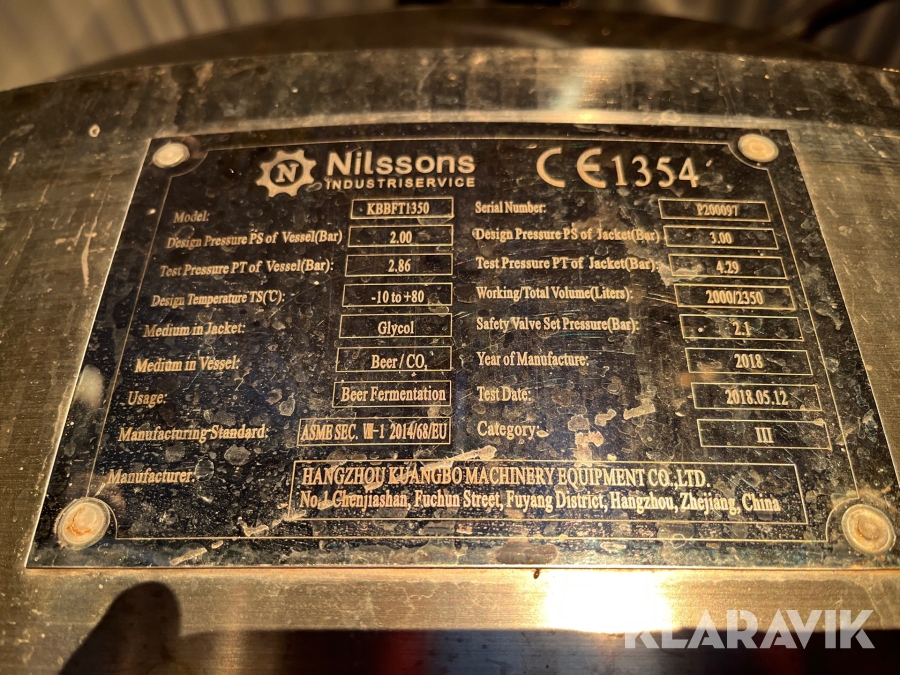 Nilssons
INDUSTRISERVICE
CE1354
Model: KBBFT1350 Serial Number: P200097
Design Pressure PS of Vessel(Bar) 2.00 Design Pressure PS of Jacket(Bar) 3.00
Test Pressure PT of Vessel(Bar): 2.86 Test Pressure PT of Jacket(Bar): 4.29
Design Temperature TS(℃): -10 to +80 Working/Total Volume(Liters): 2000/2350
Medium in Jacket: Glycol Safety Valve Set Pressure(Bar): 2.1
Medium in Vessel: Beer / CO₂ Year of Manufacture: 2018
Usage: Beer Fermentation Test Date: 2018.05.12
Manufacturing Standard: ASME SEC. Ⅷ-1 2014/68/EU Category: III
Manufacturer: HANGZHOU KUANGBO MACHINERY EQUIPMENT CO.,LTD.
No.1 Chenjiashan, Fuchun Street, Fuyang District, Hangzhou, Zhejiang, China
KLARAVIK